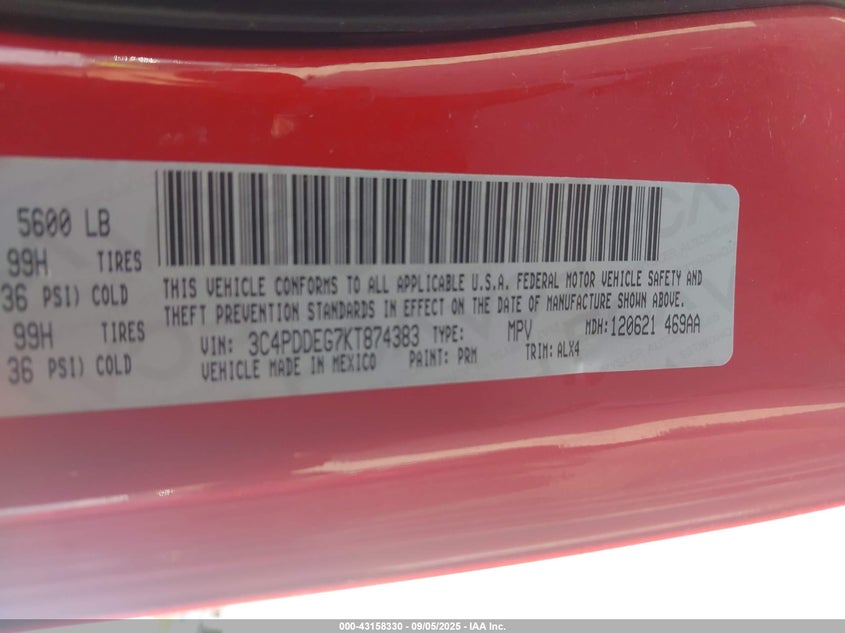 5600 LB
99H TIRES
36 PSI) COLD
99H TIRES
36 PSI) COLD
THIS VEHICLE CONFORMS TO ALL APPLICABLE U.S.A. FEDERAL MOTOR VEHICLE SAFETY AND
THEFT PREVENTION STANDARDS IN EFFECT ON THE DATE OF MANUFACTURE SHOWN ABOVE.
VIN: 3C4PDDEG7KT874383 TYPE: MPV MDH:120621 469AA
VEHICLE MADE IN MEXICO PAINT: PRM TRIM: ALX4
000-43158330 - 09/05/2025 - IAA Inc.